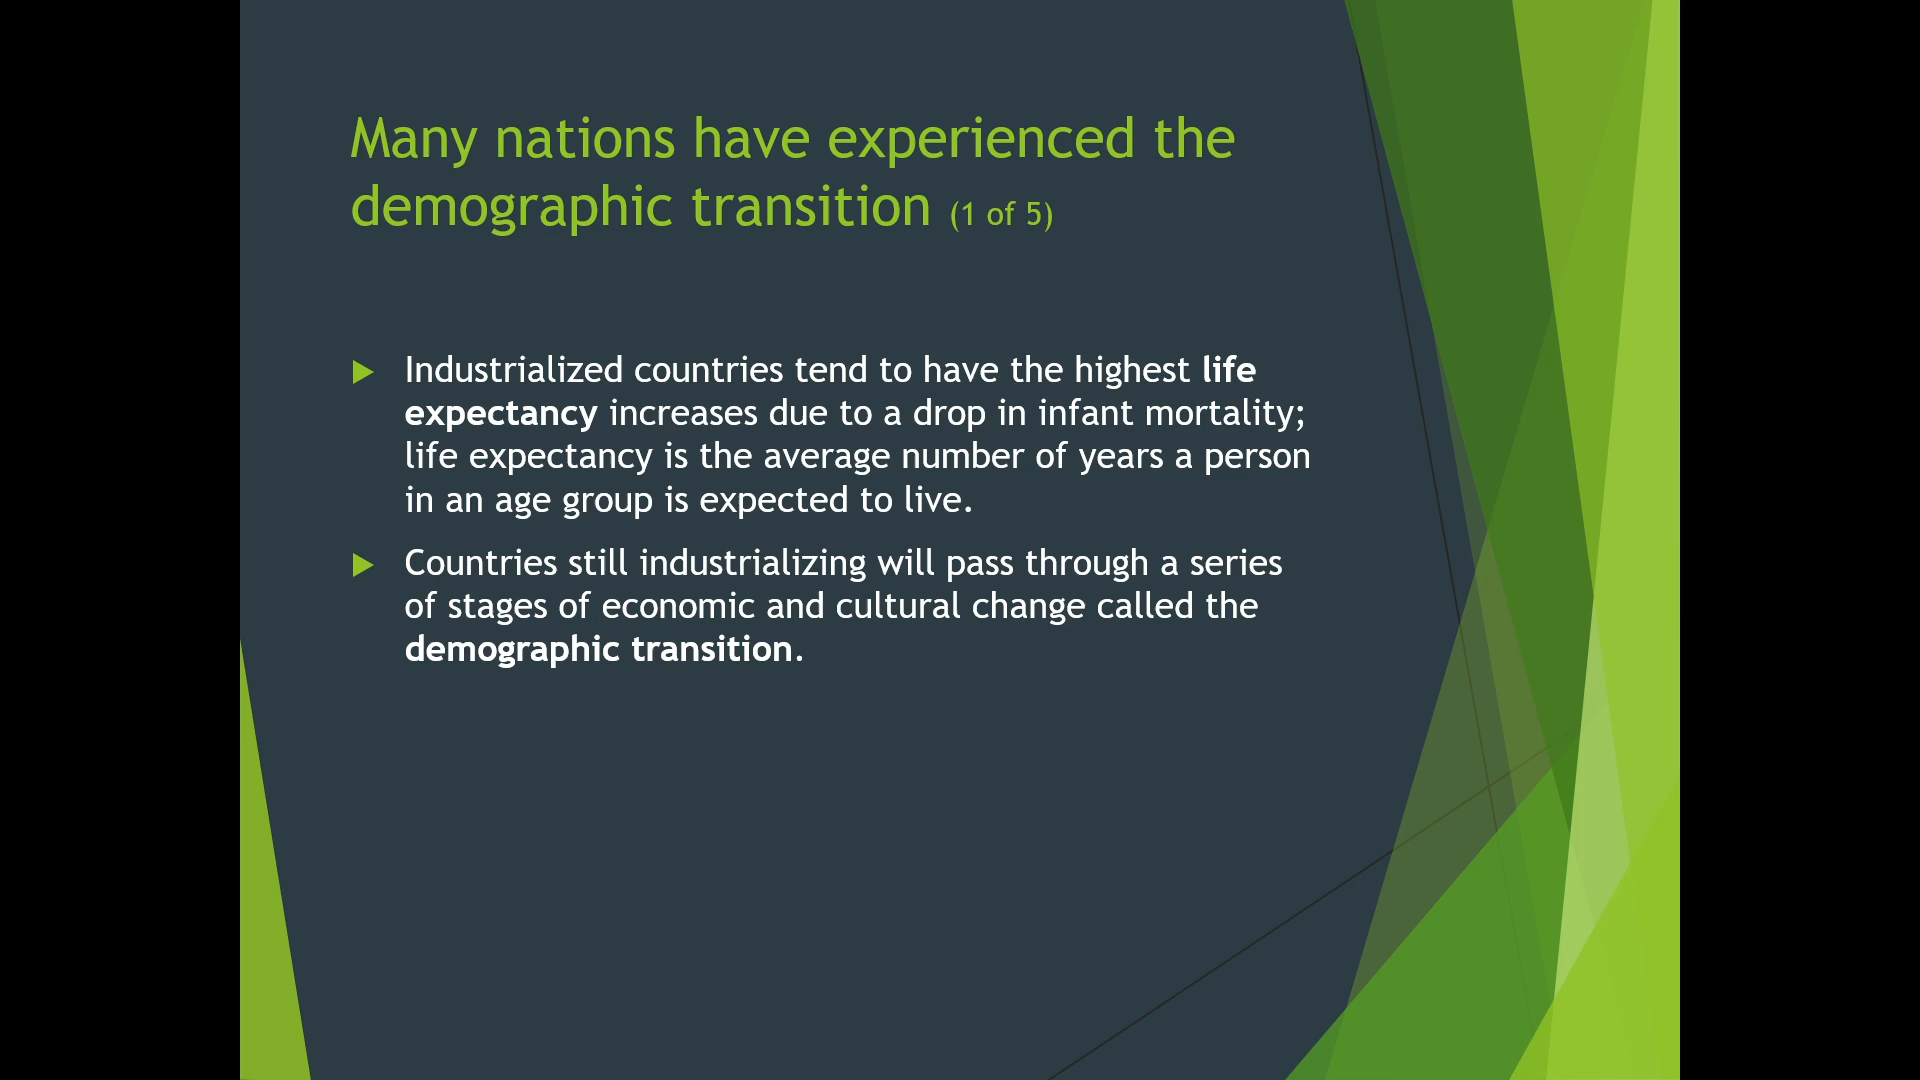 Many nations have experienced the
demographic transition (1 of 5)
Industrialized countries tend to have the highest life
expectancy increases due to a drop in infant mortality;
life expectancy is the average number of years a person
in an age group is expected to live.
Countries still industrializing will pass through a series
of stages of economic and cultural change called the
demographic transition.